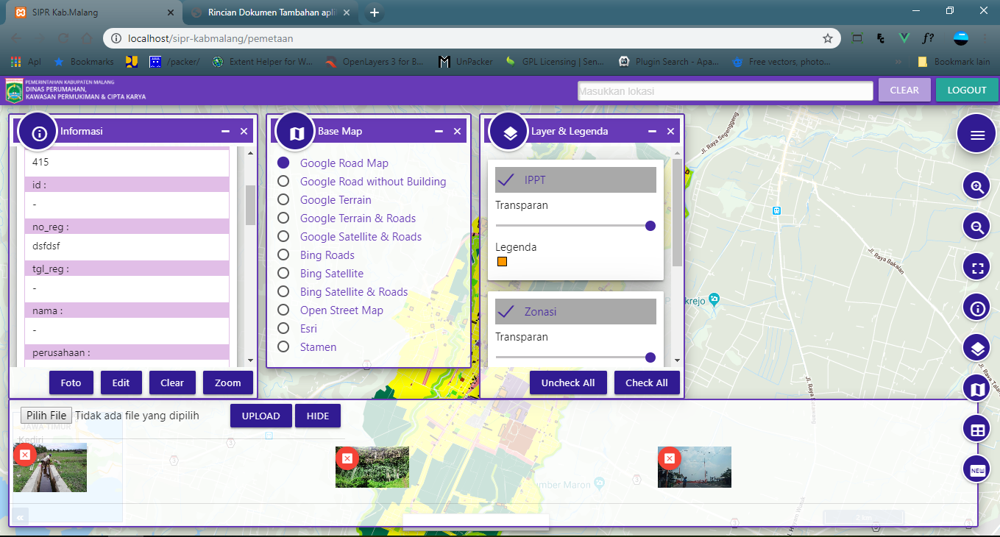 SIPR Kab.Malang
Rincian Dokumen Tambahan apli
localhost/sipr-kabmalang/pemetaan
f?
Apl
Bookmarks
/packer/
Extent Helper for W...
OpenLayers 3 for B...
UnPacker
GPL Licensing | Sen...
Plugin Search - Apa...
Free vectors, photo...
Bookmark lain
PEMERINTAHAN KABUPATEN MALANG
DINAS PERUMAHAN,
KAWASAN PERMUKIMAN & CIPTA KARYA
Masukkan lokasi
CLEAR
LOGOUT
Informasi
415
id :
-
no_reg :
dsfdsf
tgl_reg :
-
nama :
-
perusahaan :
Foto
Edit
Clear
Zoom
Base Map
Google Road Map
Google Road without Building
Google Terrain
Google Terrain & Roads
Google Satellite & Roads
Bing Roads
Bing Satellite
Bing Satellite & Roads
Open Street Map
Esri
Stamen
Layer & Legenda
IPPT
Transparan
Legenda
Zonasi
Transparan
Uncheck All
Check All
Jl. Raya Segenggeng
Jl. Raya Bakalan
krejo
Jl. Raya Tala
Pilih File
Tidak ada file yang dipilih
UPLOAD
HIDE
JAWA TIMUR
Kediri
umber Maron
2 km
NEW